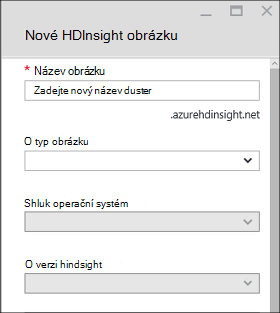 Nové HDInsight obrázku
* Název obrázku
Zadejte nový název duster
.azurehdinsight.net
O typ obrázku
Shluk operační systém
O verzi hindsight